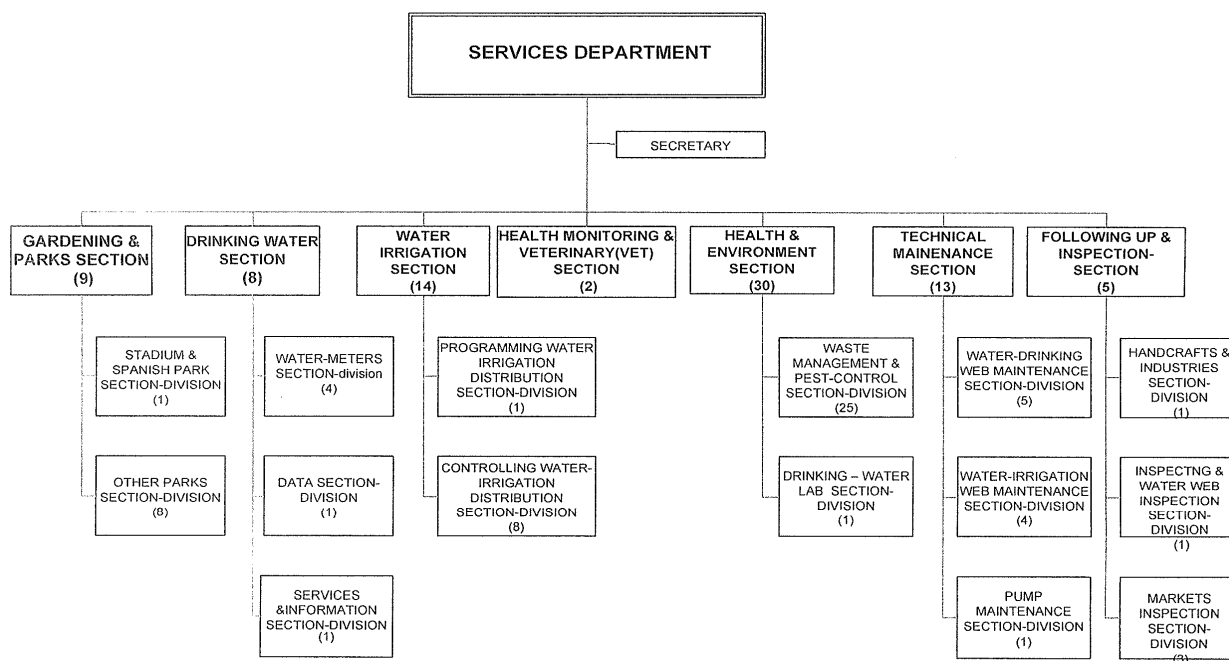 SERVICES DEPARTMENT
SECRETARY
GARDENING &
PARKS SECTION
(9)
DRINKING WATER
SECTION
(8)
WATER
IRRIGATION
SECTION
(14)
HEALTH MONITORING &
VETERINARY(VET)
SECTION
(2)
HEALTH &
ENVIRONMENT
SECTION
(30)
TECHNICAL
MAINENANCE
SECTION
(13)
FOLLOWING UP &
INSPECTION-
SECTION
(5)
STADIUM &
SPANISH PARK
SECTION-DIVISION
(1)
WATER-METERS
SECTION-division
(4)
PROGRAMMING WATER
IRRIGATION
DISTRIBUTION
SECTION-DIVISION
(1)
WASTE
MANAGEMENT &
PEST-CONTROL
SECTION-DIVISION
(25)
WATER-DRINKING
WEB MAINTENANCE
SECTION-DIVISION
(5)
HANDCRAFTS &
INDUSTRIES
SECTION-
DIVISION
(1)
OTHER PARKS
SECTION-DIVISION
(8)
DATA SECTION-
DIVISION
(1)
CONTROLLING WATER-
IRRIGATION
DISTRIBUTION
SECTION-DIVISION
(8)
DRINKING – WATER
LAB SECTION-
DIVISION
(1)
WATER-IRRIGATION
WEB MAINTENANCE
SECTION-DIVISION
(4)
INSPECTNG &
WATER WEB
INSPECTION
SECTION-
DIVISION
(1)
SERVICES
&INFORMATION
SECTION-DIVISION
(1)
PUMP
MAINTENANCE
SECTION-DIVISION
(1)
MARKETS
INSPECTION
SECTION-
DIVISION
(3)